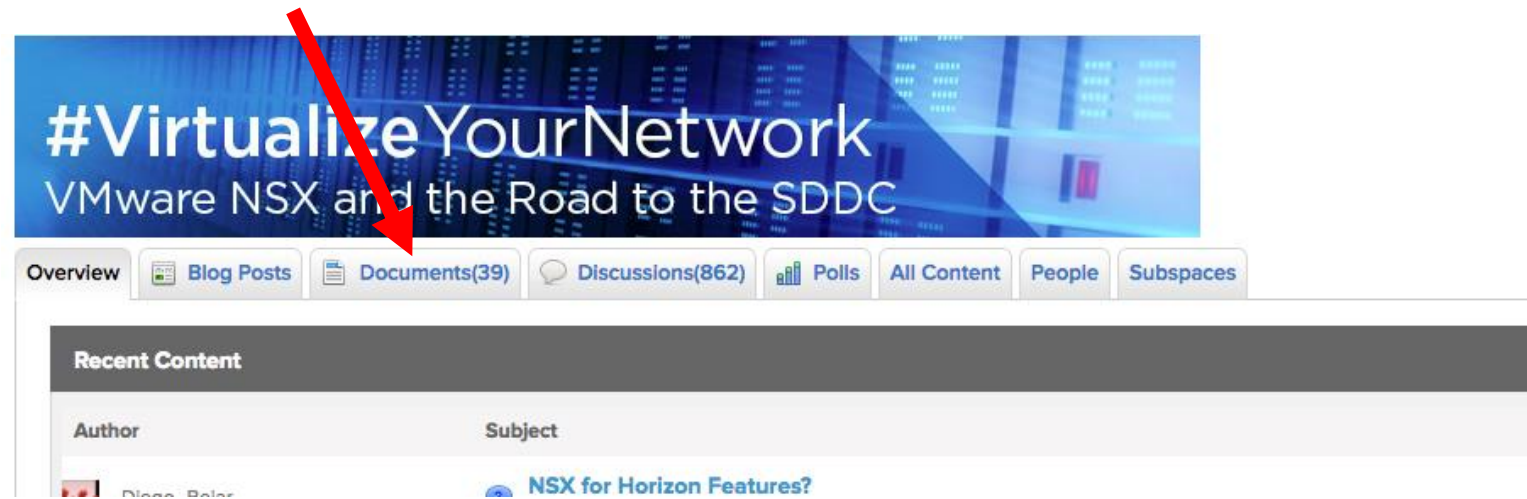 #VirtualizeYourNetwork
VMware NSX and the Road to the SDDC
Overview Blog Posts Documents(39) Discussions(862) Polls All Content People Subspaces
Recent Content
Author Subject
NSX for Horizon Features?